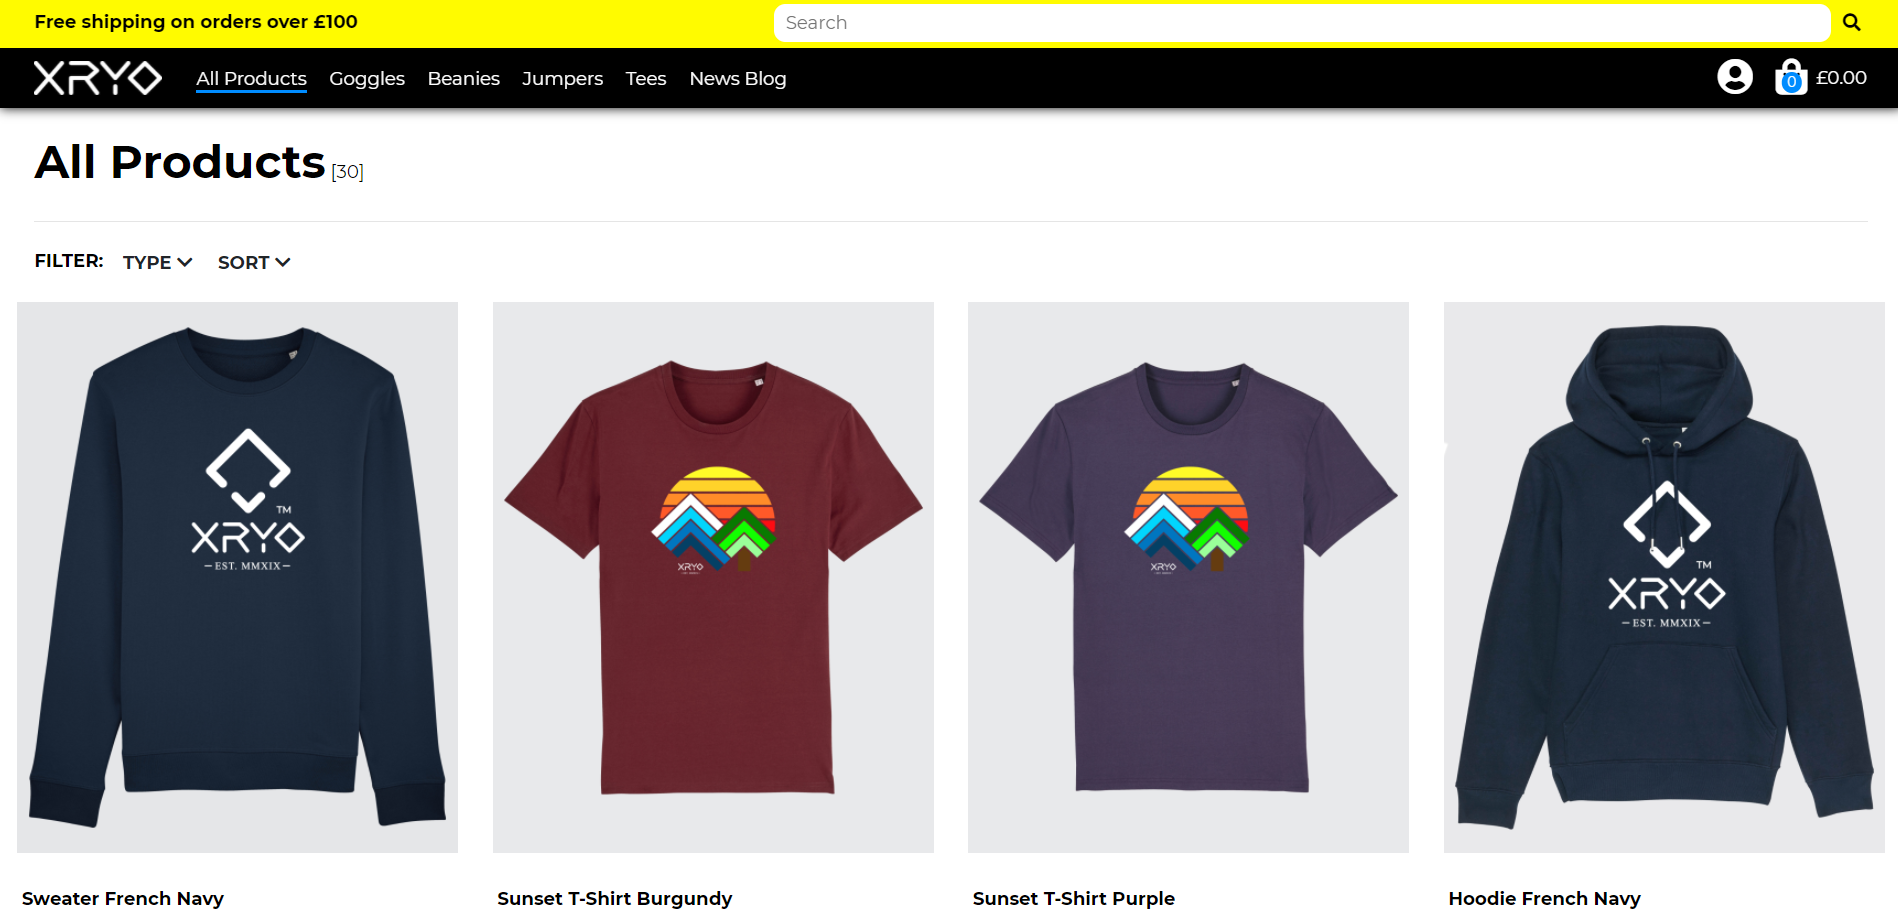 Free shipping on orders over £100
Search
XRYO
All Products Goggles Beanies Jumpers Tees News Blog
0 £0.00
All Products [30]
FILTER: TYPE SORT
TM
XRYO
EST. MMXIX
XRYO
XRYO
TM
XRYO
EST. MMXIX
Sweater French Navy
Sunset T-Shirt Burgundy
Sunset T-Shirt Purple
Hoodie French Navy